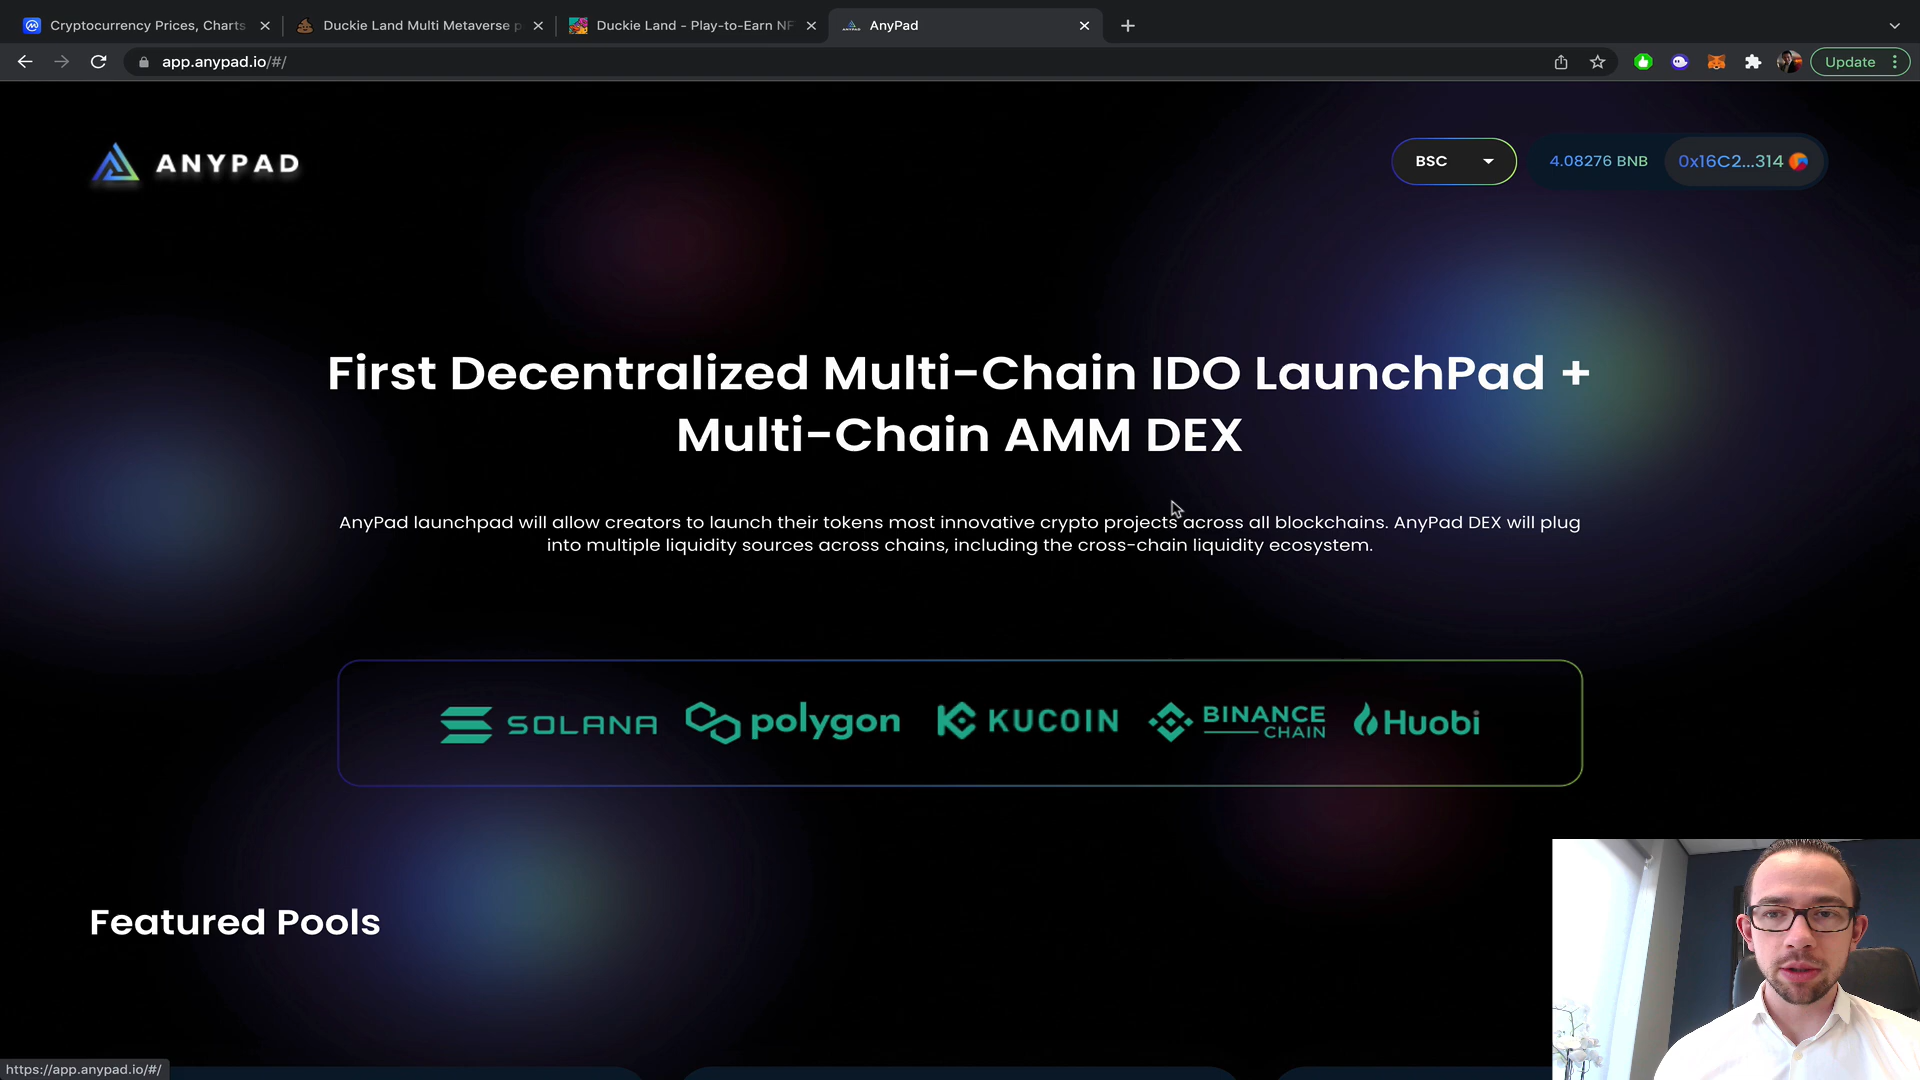 Cryptocurrency Prices, Charts
Duckie Land Multi Metaverse p
Duckie Land - Play-to-Earn NF
AnyPad
app.anypad.io/#/
Update
ANYPAD
BSC
4.08276 BNB
0x16C2...314
First Decentralized Multi-Chain IDO LaunchPad +
Multi-Chain AMM DEX
AnyPad launchpad will allow creators to launch their tokens most innovative crypto projects across all blockchains. AnyPad DEX will plug
into multiple liquidity sources across chains, including the cross-chain liquidity ecosystem.
SOLANA
polygon
KUCOIN
BINANCE
CHAIN
Huobi
Featured Pools
https://app.anypad.io/#/